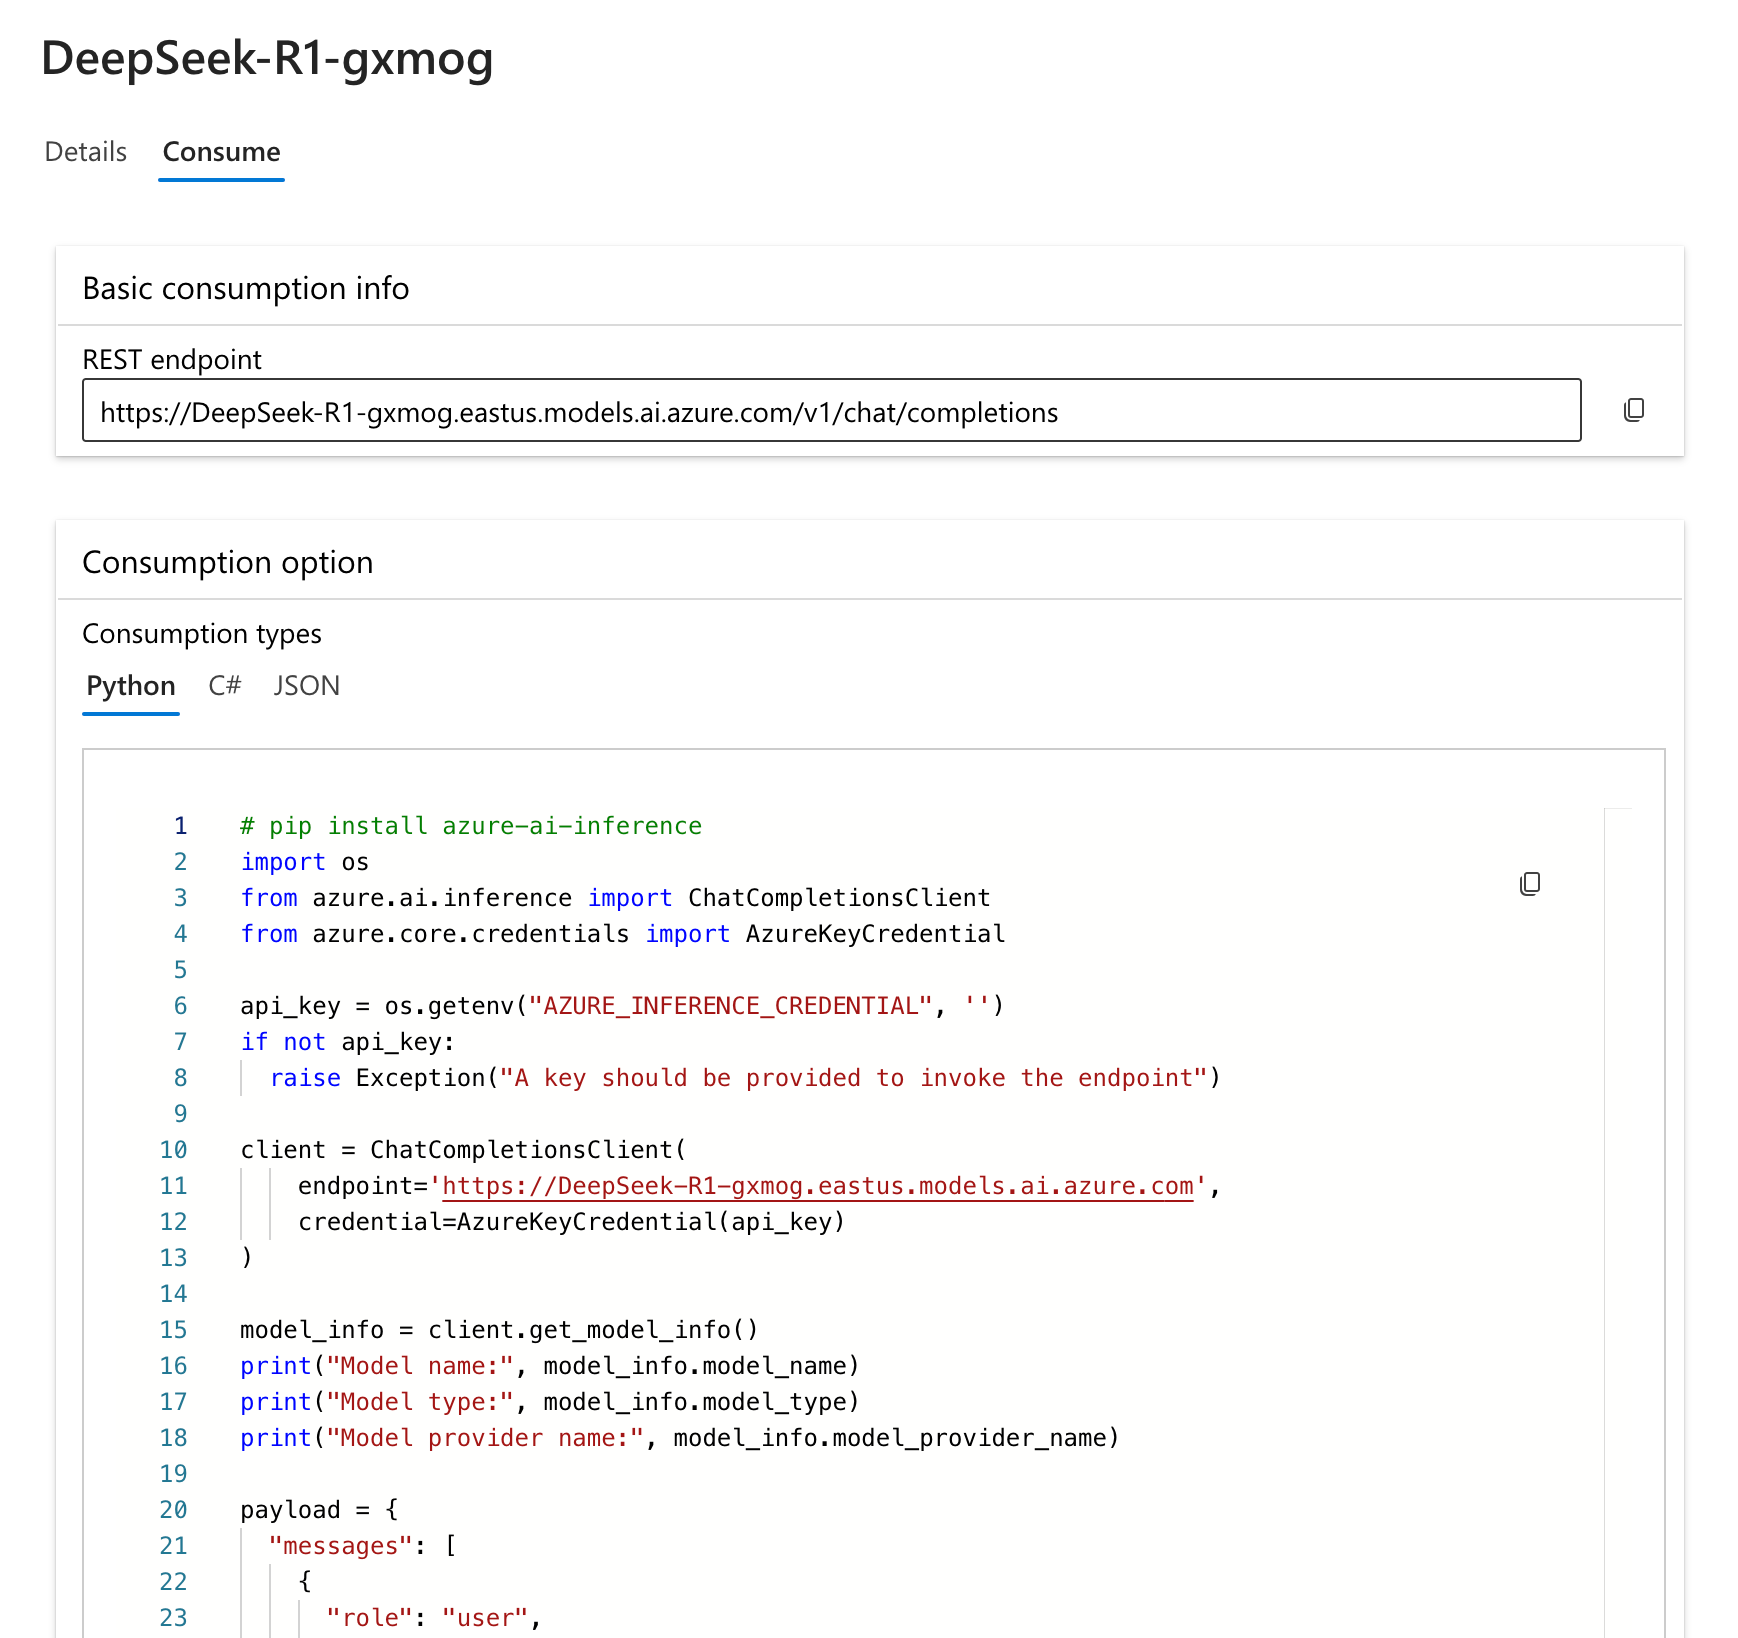 DeepSeek-R1-gxmog
Details Consume
Basic consumption info
REST endpoint
https://DeepSeek-R1-gxmog.eastus.models.ai.azure.com/v1/chat/completions
Consumption option
Consumption types
Python C# JSON
1 # pip install azure-ai-inference
2 import os
3 from azure.ai.inference import ChatCompletionsClient
4 from azure.core.credentials import AzureKeyCredential
5
6 api_key = os.getenv("AZURE_INFERENCE_CREDENTIAL", '')
7 if not api_key:
8   raise Exception("A key should be provided to invoke the endpoint")
9
10 client = ChatCompletionsClient(
11     endpoint='https://DeepSeek-R1-gxmog.eastus.models.ai.azure.com',
12     credential=AzureKeyCredential(api_key)
13 )
14
15 model_info = client.get_model_info()
16 print("Model name:", model_info.model_name)
17 print("Model type:", model_info.model_type)
18 print("Model provider name:", model_info.model_provider_name)
19
20 payload = {
21   "messages": [
22     {
23       "role": "user",